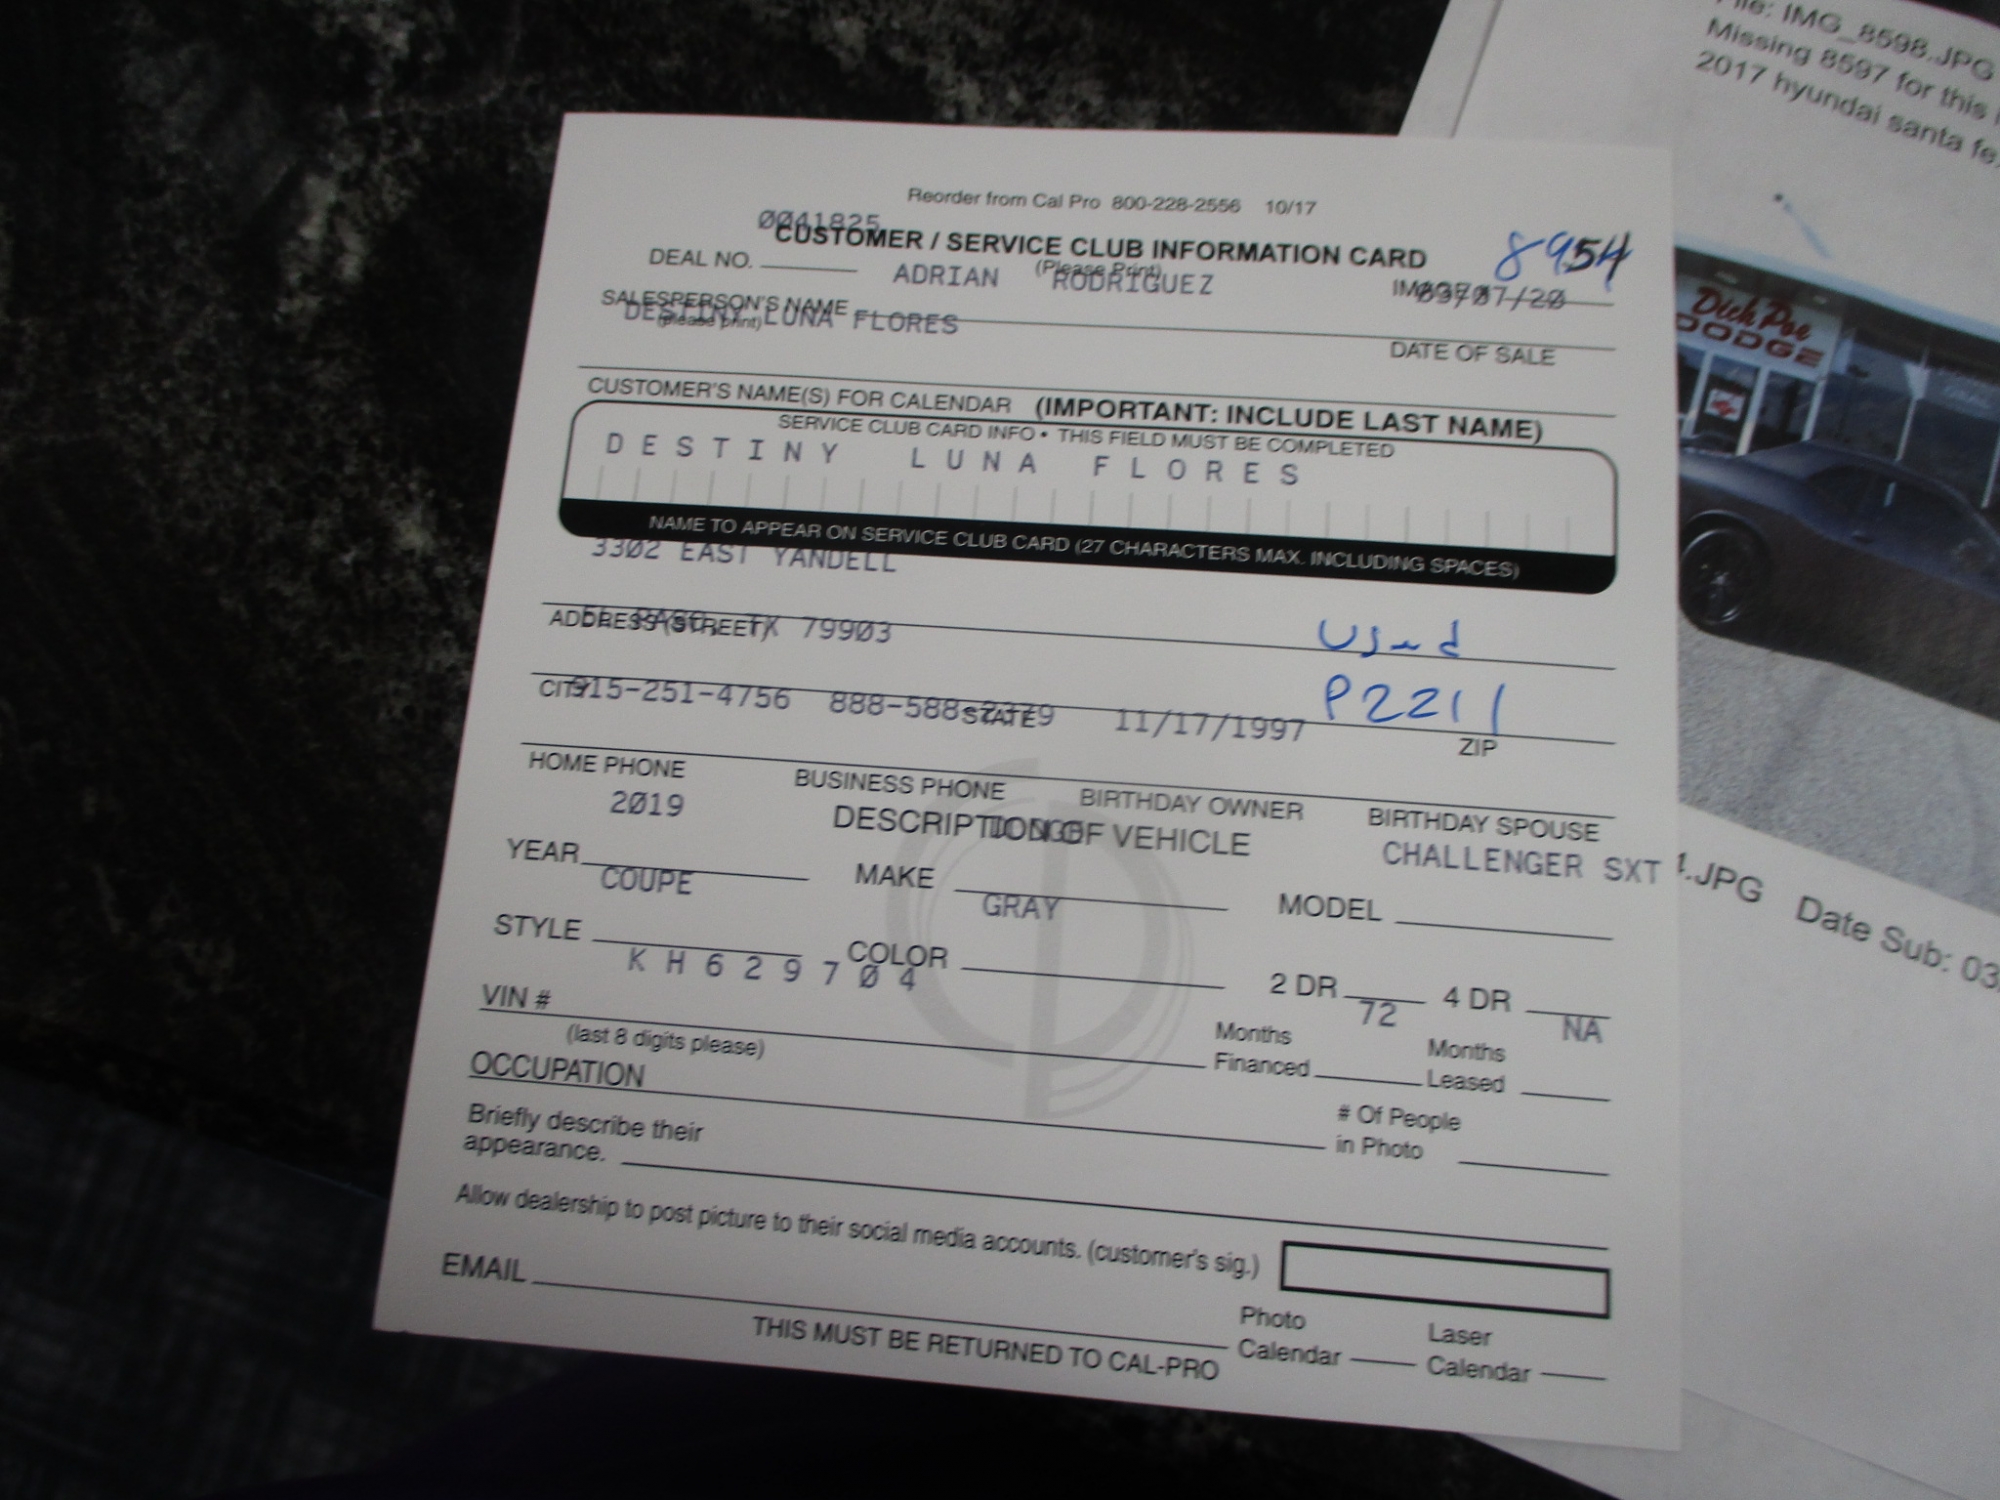 Reorder from Cal Pro 800-228-2556 10/17
0041825
CUSTOMER / SERVICE CLUB INFORMATION CARD
8954
(Please Print)
DEAL NO.
ADRIAN RODRIGUEZ
03/07/20
SALESPERSON'S NAME
(please print)
DESTINY LUNA FLORES
DATE OF SALE
CUSTOMER'S NAME(S) FOR CALENDAR (IMPORTANT: INCLUDE LAST NAME)
SERVICE CLUB CARD INFO • THIS FIELD MUST BE COMPLETED
DESTINY LUNA FLORES
NAME TO APPEAR ON SERVICE CLUB CARD (27 CHARACTERS MAX. INCLUDING SPACES)
3302 EAST YANDELL
ADDRESS (STREET)
EL PASO, TX 79903
Used
CITY
STATE
ZIP
915-251-4756 11/17/1997
P2211
HOME PHONE BUSINESS PHONE BIRTHDAY OWNER BIRTHDAY SPOUSE
DESCRIPTION OF VEHICLE
2019 DODGE CHALLENGER SXT
YEAR MAKE MODEL
COUPE GRAY
STYLE COLOR 2 DR 4 DR
KH629704 72 NA
VIN # Months Financed Months Leased
(last 8 digits please)
OCCUPATION # Of People in Photo
Briefly describe their
appearance.
Allow dealership to post picture to their social media accounts. (customer's sig.)
EMAIL Photo Calendar Laser Calendar
THIS MUST BE RETURNED TO CAL-PRO
File: IMG_8598.JPG
Missing 8597 for this
2017 hyundai santa fe,
Dick Poe
DODGE
.JPG Date Sub: 03